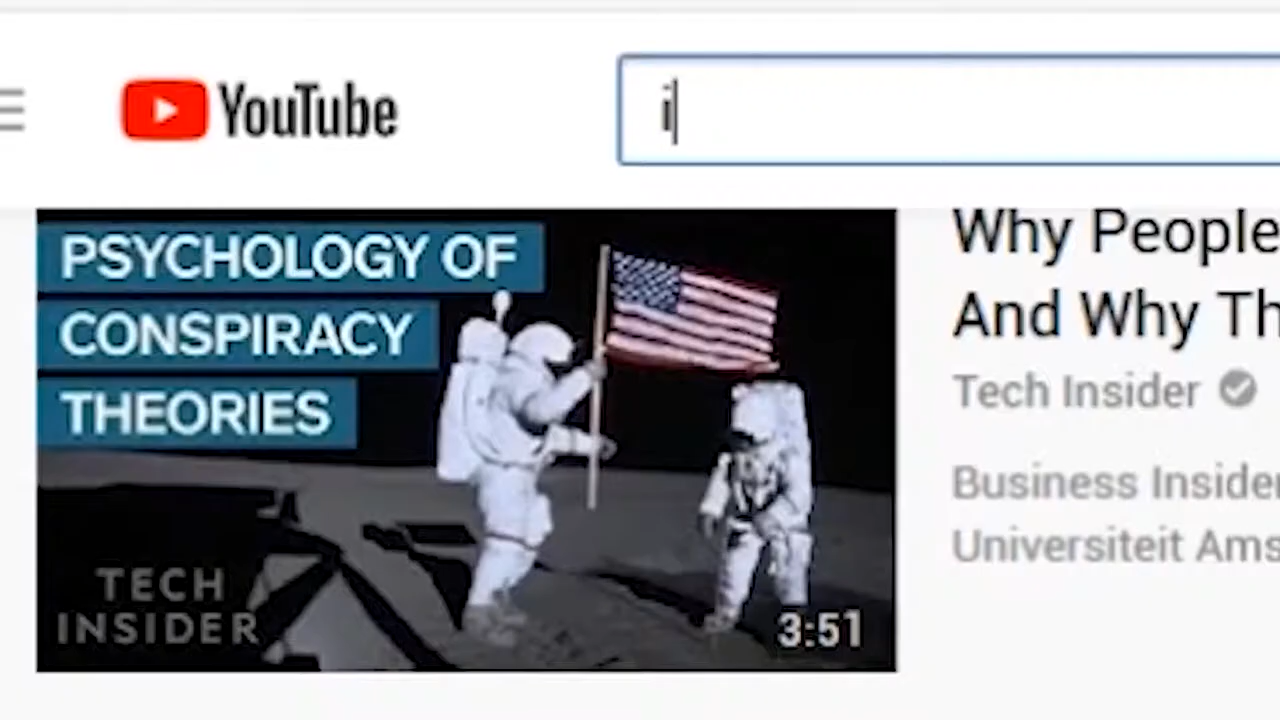 YouTube
i
PSYCHOLOGY OF
CONSPIRACY
THEORIES
TECH
INSIDER
3:51
Why People
And Why Th
Tech Insider
Business Insider
Universiteit Ams